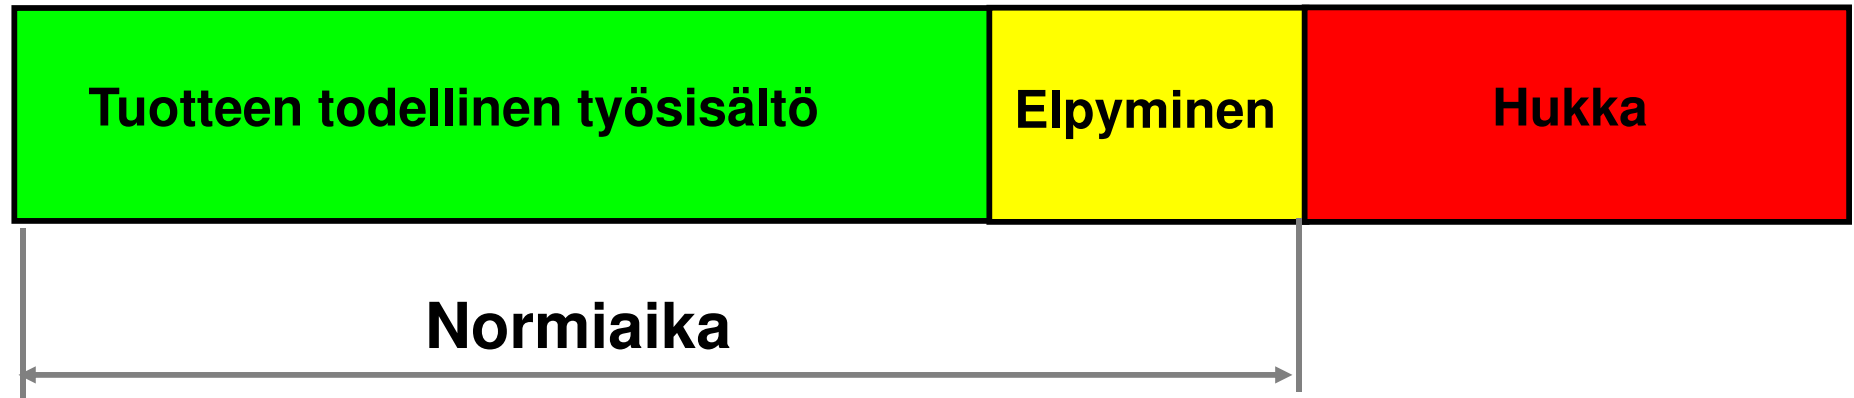 Tuotteen todellinen työsisältö
Elpyminen
Hukka
Normiaika